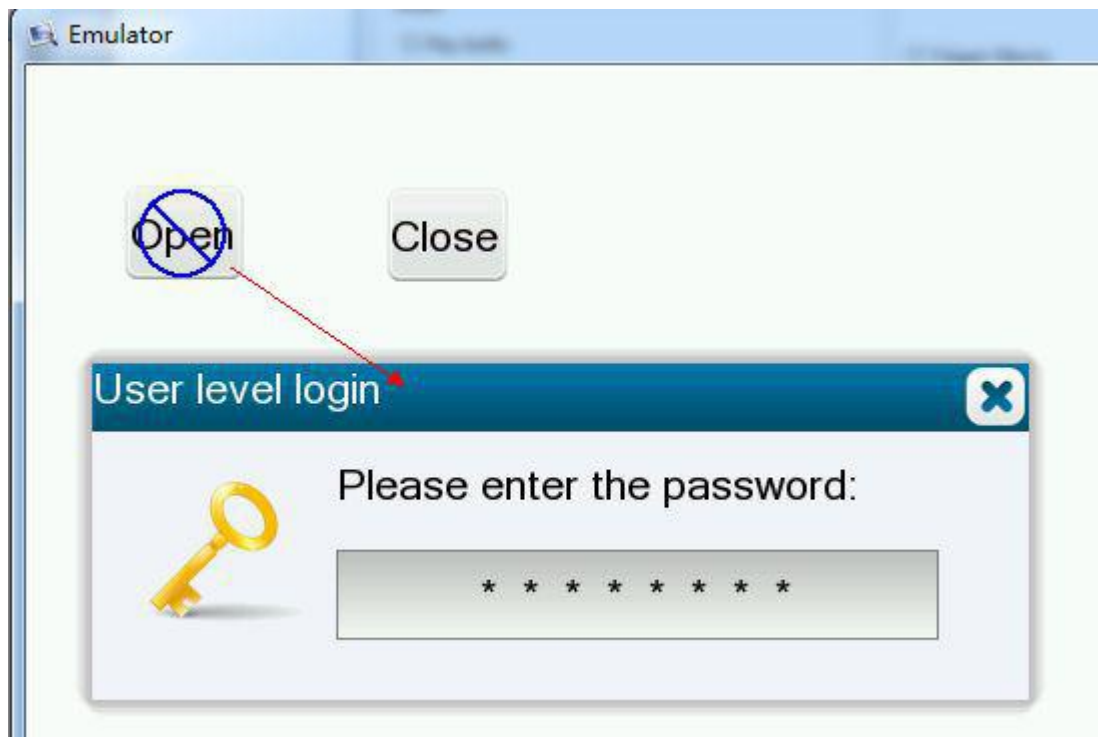 Emulator
Open
Close
User level login
Please enter the password:
* * * * * * * *